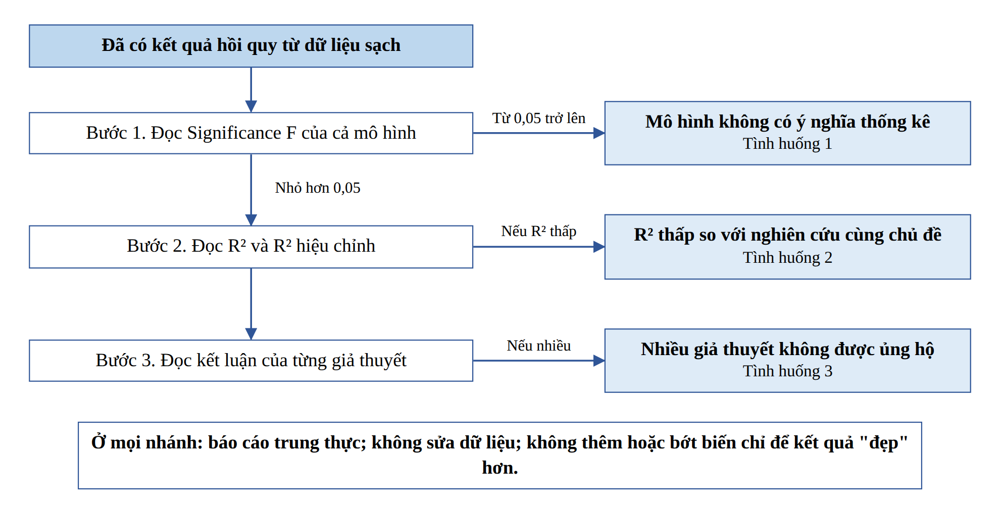 Đã có kết quả hồi quy từ dữ liệu sạch
Bước 1. Đọc Significance F của cả mô hình
Từ 0,05 trở lên
Mô hình không có ý nghĩa thống kê
Tình huống 1
Nhỏ hơn 0,05
Bước 2. Đọc R² và R² hiệu chỉnh
Nếu R² thấp
R² thấp so với nghiên cứu cùng chủ đề
Tình huống 2
Bước 3. Đọc kết luận của từng giả thuyết
Nếu nhiều
Nhiều giả thuyết không được ủng hộ
Tình huống 3
Ở mọi nhánh: báo cáo trung thực; không sửa dữ liệu; không thêm hoặc bớt biến chỉ để kết quả "đẹp"
hơn.